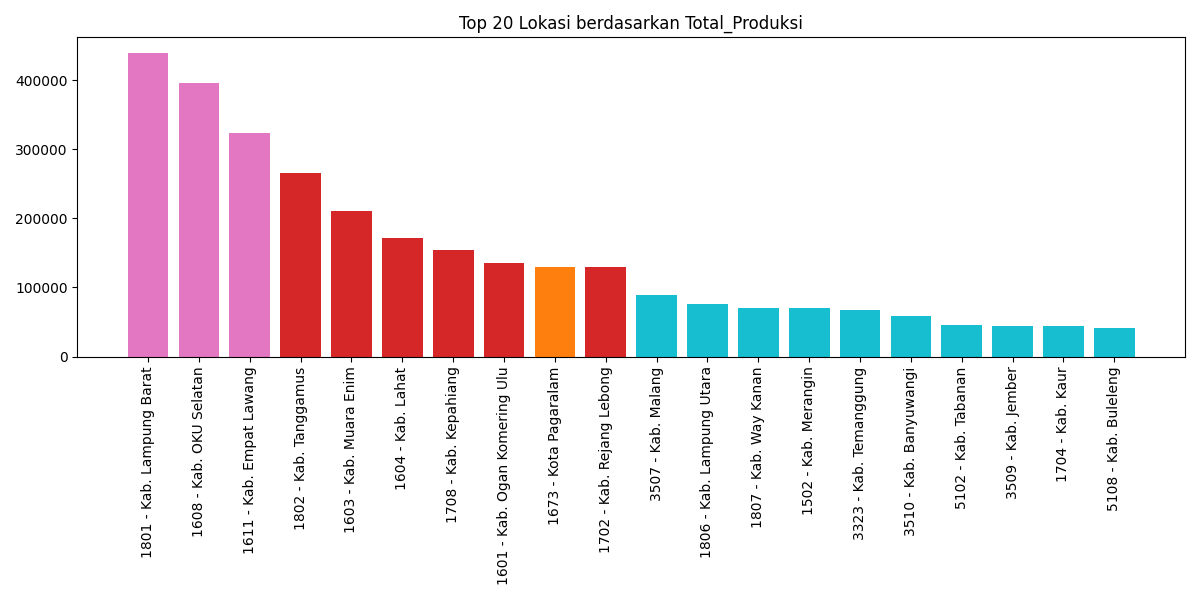 Top 20 Lokasi berdasarkan Total_Produksi
400000
300000
200000
100000
0
1801 - Kab. Lampung Barat
1608 - Kab. OKU Selatan
1611 - Kab. Empat Lawang
1802 - Kab. Tanggamus
1603 - Kab. Muara Enim
1604 - Kab. Lahat
1708 - Kab. Kepahiang
1601 - Kab. Ogan Komering Ulu
1673 - Kota Pagaralam
1702 - Kab. Rejang Lebong
3507 - Kab. Malang
1806 - Kab. Lampung Utara
1807 - Kab. Way Kanan
1502 - Kab. Merangin
3323 - Kab. Temanggung
3510 - Kab. Banyuwangi
5102 - Kab. Tabanan
3509 - Kab. Jember
1704 - Kab. Kaur
5108 - Kab. Buleleng